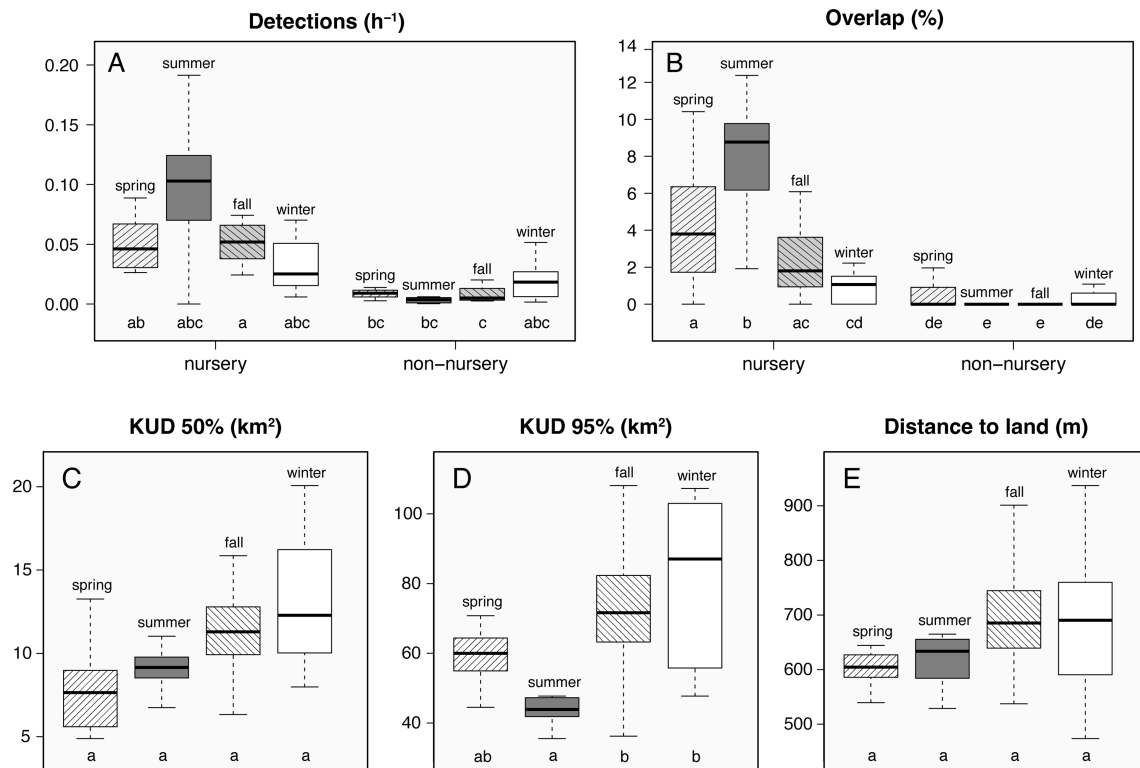 Detections (h⁻¹)
A
0.20
0.15
0.10
0.05
0.00
spring
summer
fall
winter
spring
summer
fall
winter
ab abc a abc bc bc c abc
nursery non−nursery
Overlap (%)
B
14
12
10
8
6
4
2
0
spring
summer
fall
winter
spring
summer
fall
winter
a b ac cd de e e de
nursery non−nursery
KUD 50% (km²)
C
20
15
10
5
spring
summer
fall
winter
a a a a
KUD 95% (km²)
D
100
80
60
40
spring
summer
fall
winter
ab a b b
Distance to land (m)
E
900
800
700
600
500
spring
summer
fall
winter
a a a a